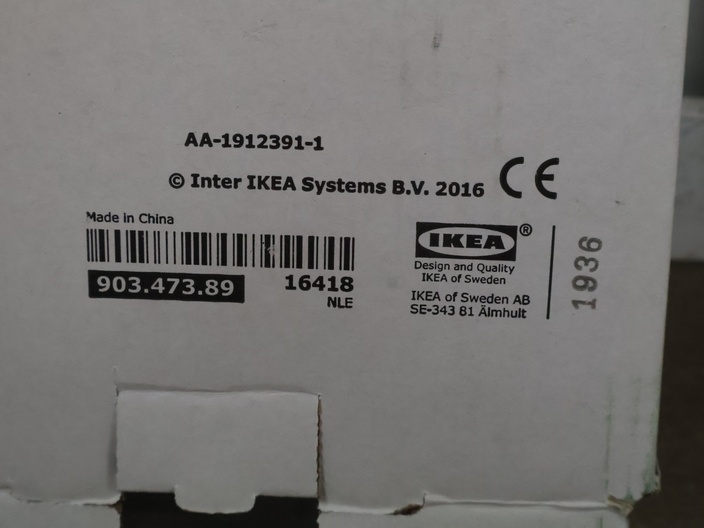 AA-1912391-1
© Inter IKEA Systems B.V. 2016 CE
Made in China
903.473.89
16418
NLE
IKEA®
Design and Quality
IKEA of Sweden
IKEA of Sweden AB
SE-343 81 Älmhult
1936